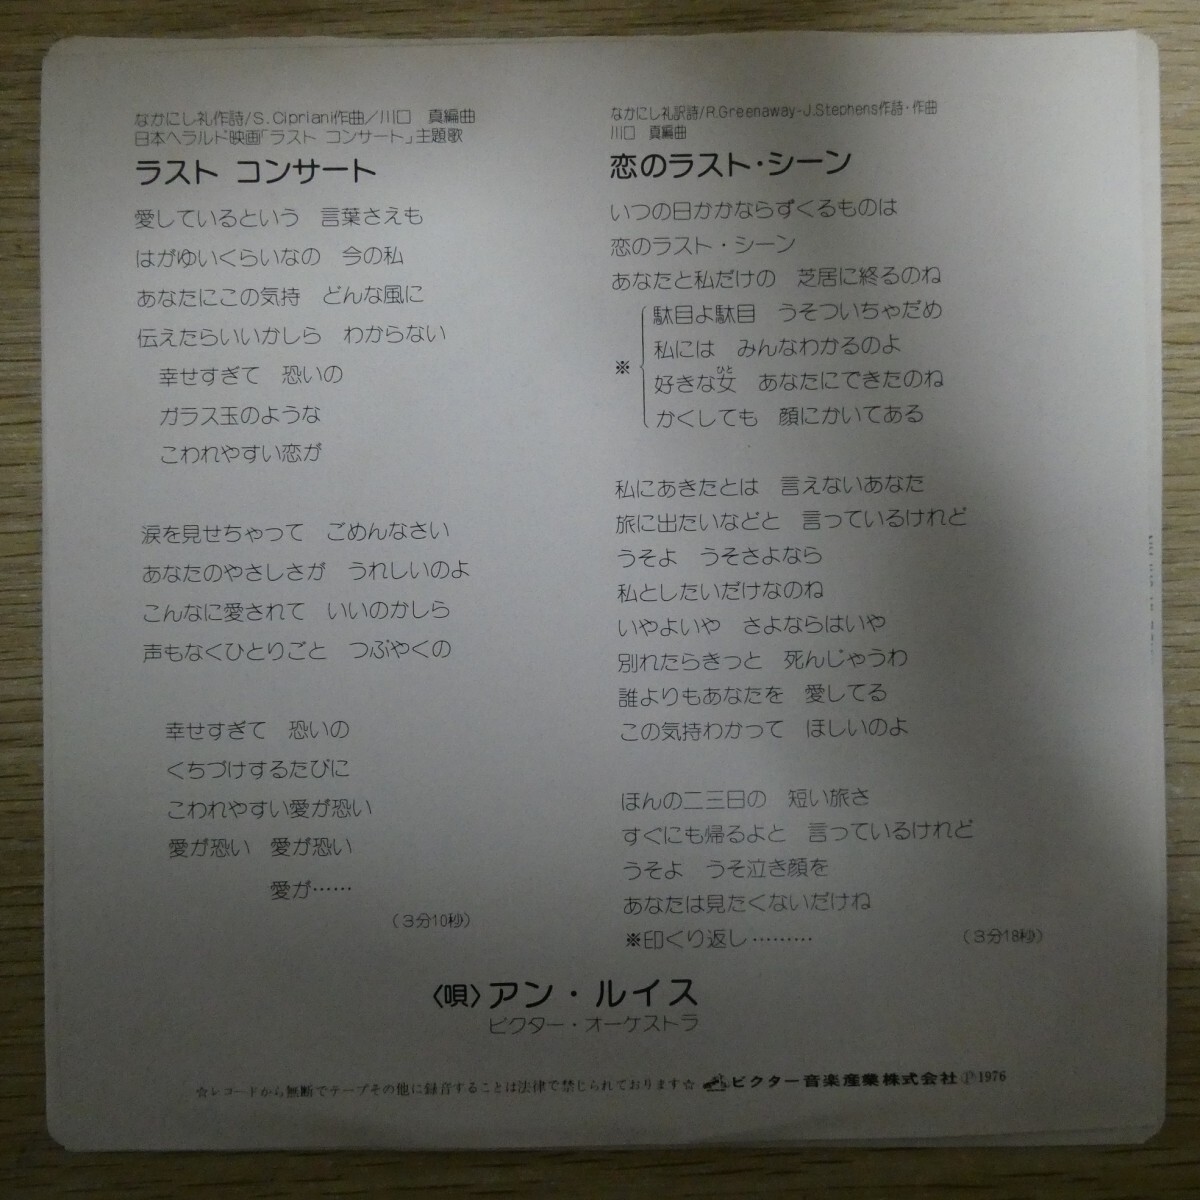 なかにし礼作詩/S.Cipriani作曲/川口　真編曲
日本ヘラルド映画「ラスト コンサート」主題歌
ラスト コンサート
愛しているという　言葉さえも
はがゆいくらいなの　今の私
あなたにこの気持　どんな風に
伝えたらいいかしら　わからない
幸せすぎて　恐いの
ガラス玉のような
こわれやすい恋が
涙を見せちゃって　ごめんなさい
あなたのやさしさが　うれしいのよ
こんなに愛されて　いいのかしら
声もなくひとりごと　つぶやくの
幸せすぎて　恐いの
くちづけするたびに
こわれやすい愛が恐い
愛が恐い　愛が恐い
愛が……
(3分10秒)
なかにし礼訳詩/R.Greenaway-J.Stephens作詩・作曲
川口　真編曲
恋のラスト・シーン
いつの日かかならずくるものは
恋のラスト・シーン
あなたと私だけの　芝居に終るのね
※
駄目よ駄目　うそついちゃだめ
私には　みんなわかるのよ
ひと
好きな女　あなたにできたのね
かくしても　顔にかいてある
私にあきたとは　言えないあなた
旅に出たいなどと　言っているけれど
うそよ　うそさよなら
私としたいだけなのね
いやよいや　さよならはいや
別れたらきっと　死んじゃうわ
誰よりもあなたを　愛してる
この気持わかって　ほしいのよ
ほんの二三日の　短い旅さ
すぐにも帰るよと　言っているけれど
うそよ　うそ泣き顔を
あなたは見たくないだけね
※印くり返し………
(3分18秒)
〈唄〉アン・ルイス
ビクター・オーケストラ
☆レコードから無断でテープその他に録音することは法律で禁じられております☆ ビクター音楽産業株式会社Ⓟ1976